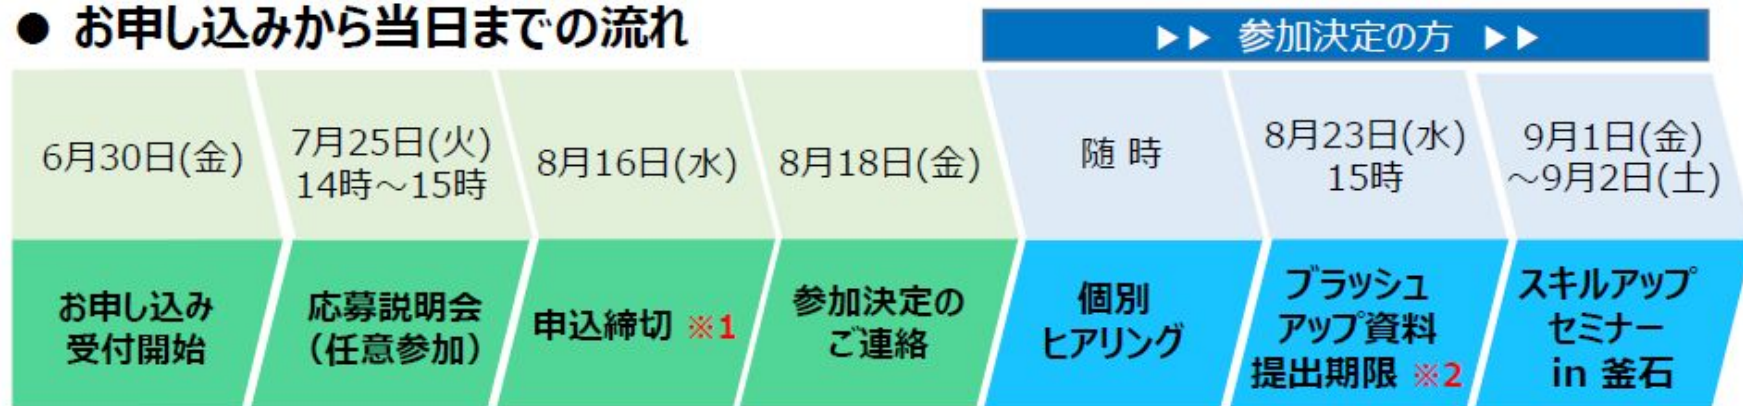 ● お申し込みから当日までの流れ
▶▶ 参加決定の方 ▶▶
6月30日(金)
お申し込み
受付開始
7月25日(火)
14時～15時
応募説明会
（任意参加）
8月16日(水)
申込締切 ※1
8月18日(金)
参加決定の
ご連絡
随 時
個別
ヒアリング
8月23日(水)
15時
ブラッシュ
アップ資料
提出期限 ※2
9月1日(金)
～9月2日(土)
スキルアップ
セミナー
in 釜石